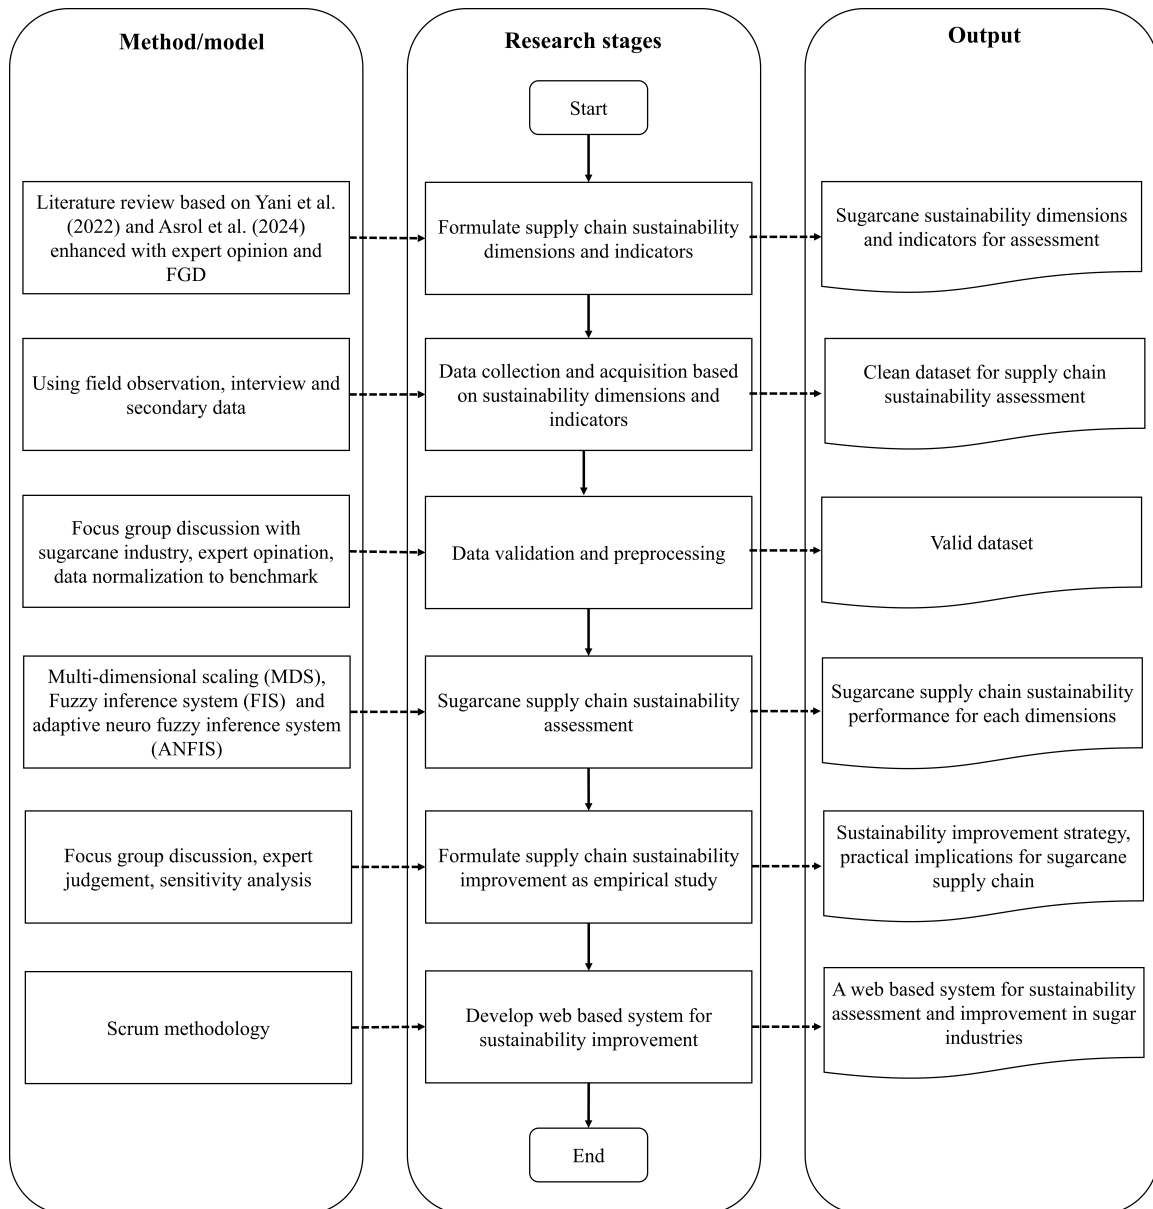 Method/model
Research stages
Output
Start
Literature review based on Yani et al.
(2022) and Asrol et al. (2024)
enhanced with expert opinion and
FGD
Formulate supply chain sustainability
dimensions and indicators
Sugarcane sustainability dimensions
and indicators for assessment
Using field observation, interview and
secondary data
Data collection and acquisition based
on sustainability dimensions and
indicators
Clean dataset for supply chain
sustainability assessment
Focus group discussion with
sugarcane industry, expert opination,
data normalization to benchmark
Data validation and preprocessing
Valid dataset
Multi-dimensional scaling (MDS),
Fuzzy inference system (FIS) and
adaptive neuro fuzzy inference system
(ANFIS)
Sugarcane supply chain sustainability
assessment
Sugarcane supply chain sustainability
performance for each dimensions
Focus group discussion, expert
judgement, sensitivity analysis
Formulate supply chain sustainability
improvement as empirical study
Sustainability improvement strategy,
practical implications for sugarcane
supply chain
Scrum methodology
Develop web based system for
sustainability improvement
A web based system for sustainability
assessment and improvement in sugar
industries
End